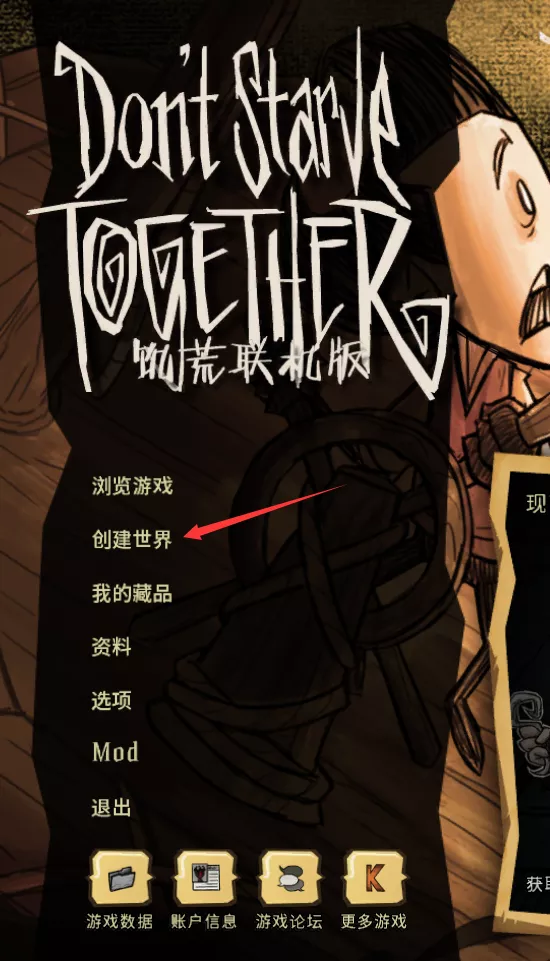 Don't Starve
TOGETHER
饥荒联机版
浏览游戏
创建世界
我的藏品
资料
选项
Mod
退出
现
获
K
游戏数据 账户信息 游戏论坛 更多游戏